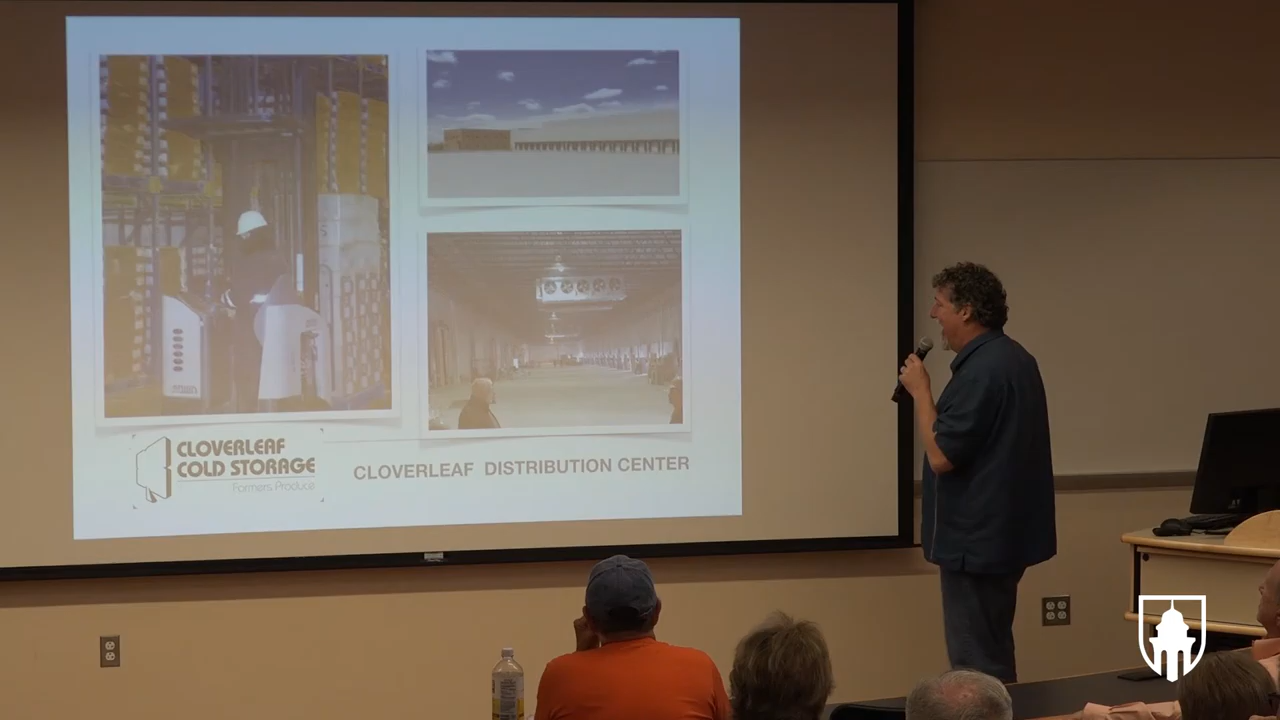 CLOVERLEAF
COLD STORAGE
Farmers Produce
CLOVERLEAF DISTRIBUTION CENTER